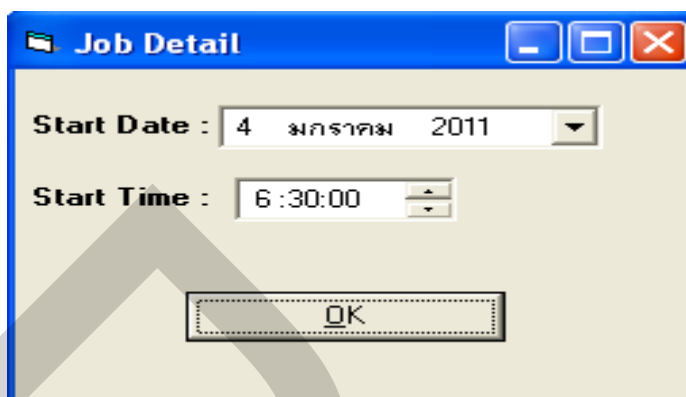 Job Detail
Start Date : 4 มกราคม 2011
Start Time : 6 :30:00
OK